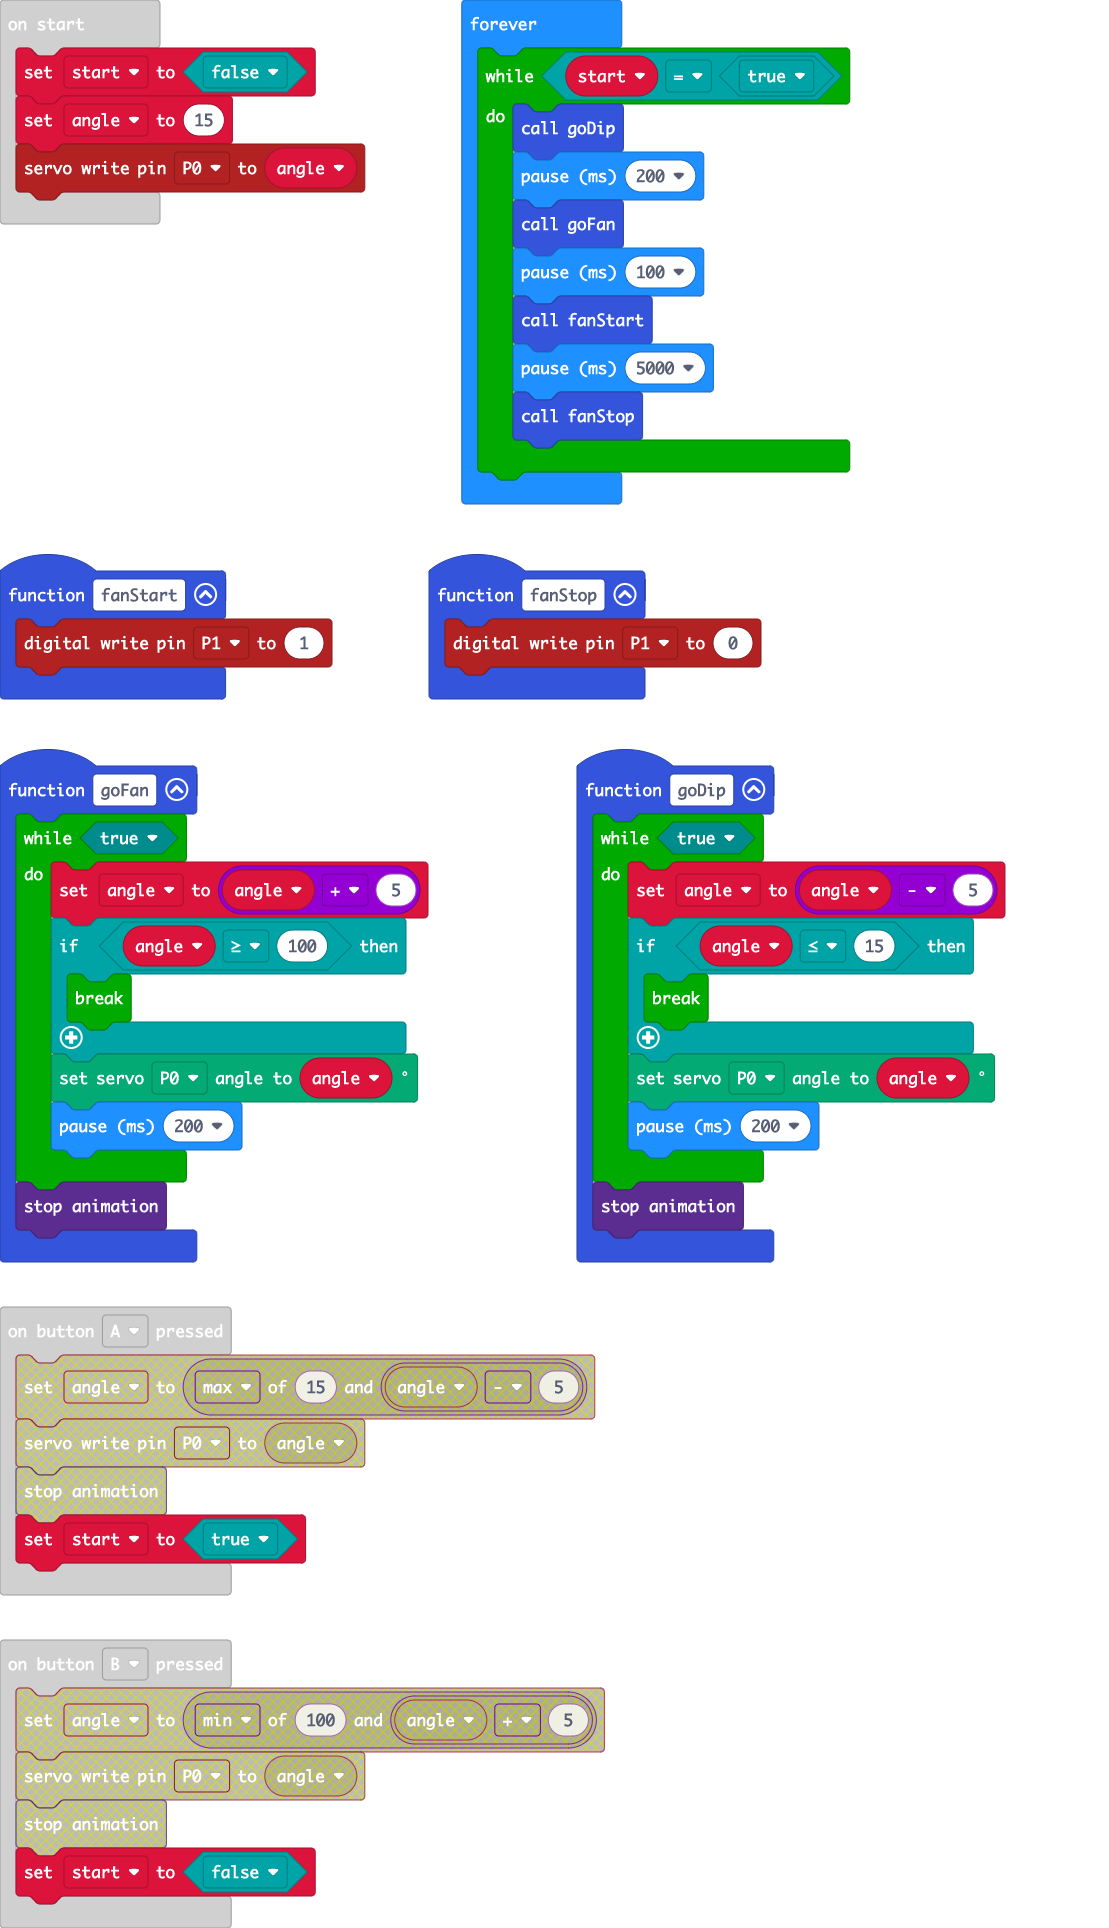 on start
set start to false
set angle to 15
servo write pin P0 to angle
forever
while start = true
do
call goDip
pause (ms) 200
call goFan
pause (ms) 100
call fanStart
pause (ms) 5000
call fanStop
function fanStart
digital write pin P1 to 1
function fanStop
digital write pin P1 to 0
function goFan
while true
do
set angle to angle + 5
if angle ≥ 100 then
break
set servo P0 angle to angle °
pause (ms) 200
stop animation
function goDip
while true
do
set angle to angle - 5
if angle ≤ 15 then
break
set servo P0 angle to angle °
pause (ms) 200
stop animation
on button A pressed
set angle to max of 15 and angle - 5
servo write pin P0 to angle
stop animation
set start to true
on button B pressed
set angle to min of 100 and angle + 5
servo write pin P0 to angle
stop animation
set start to false